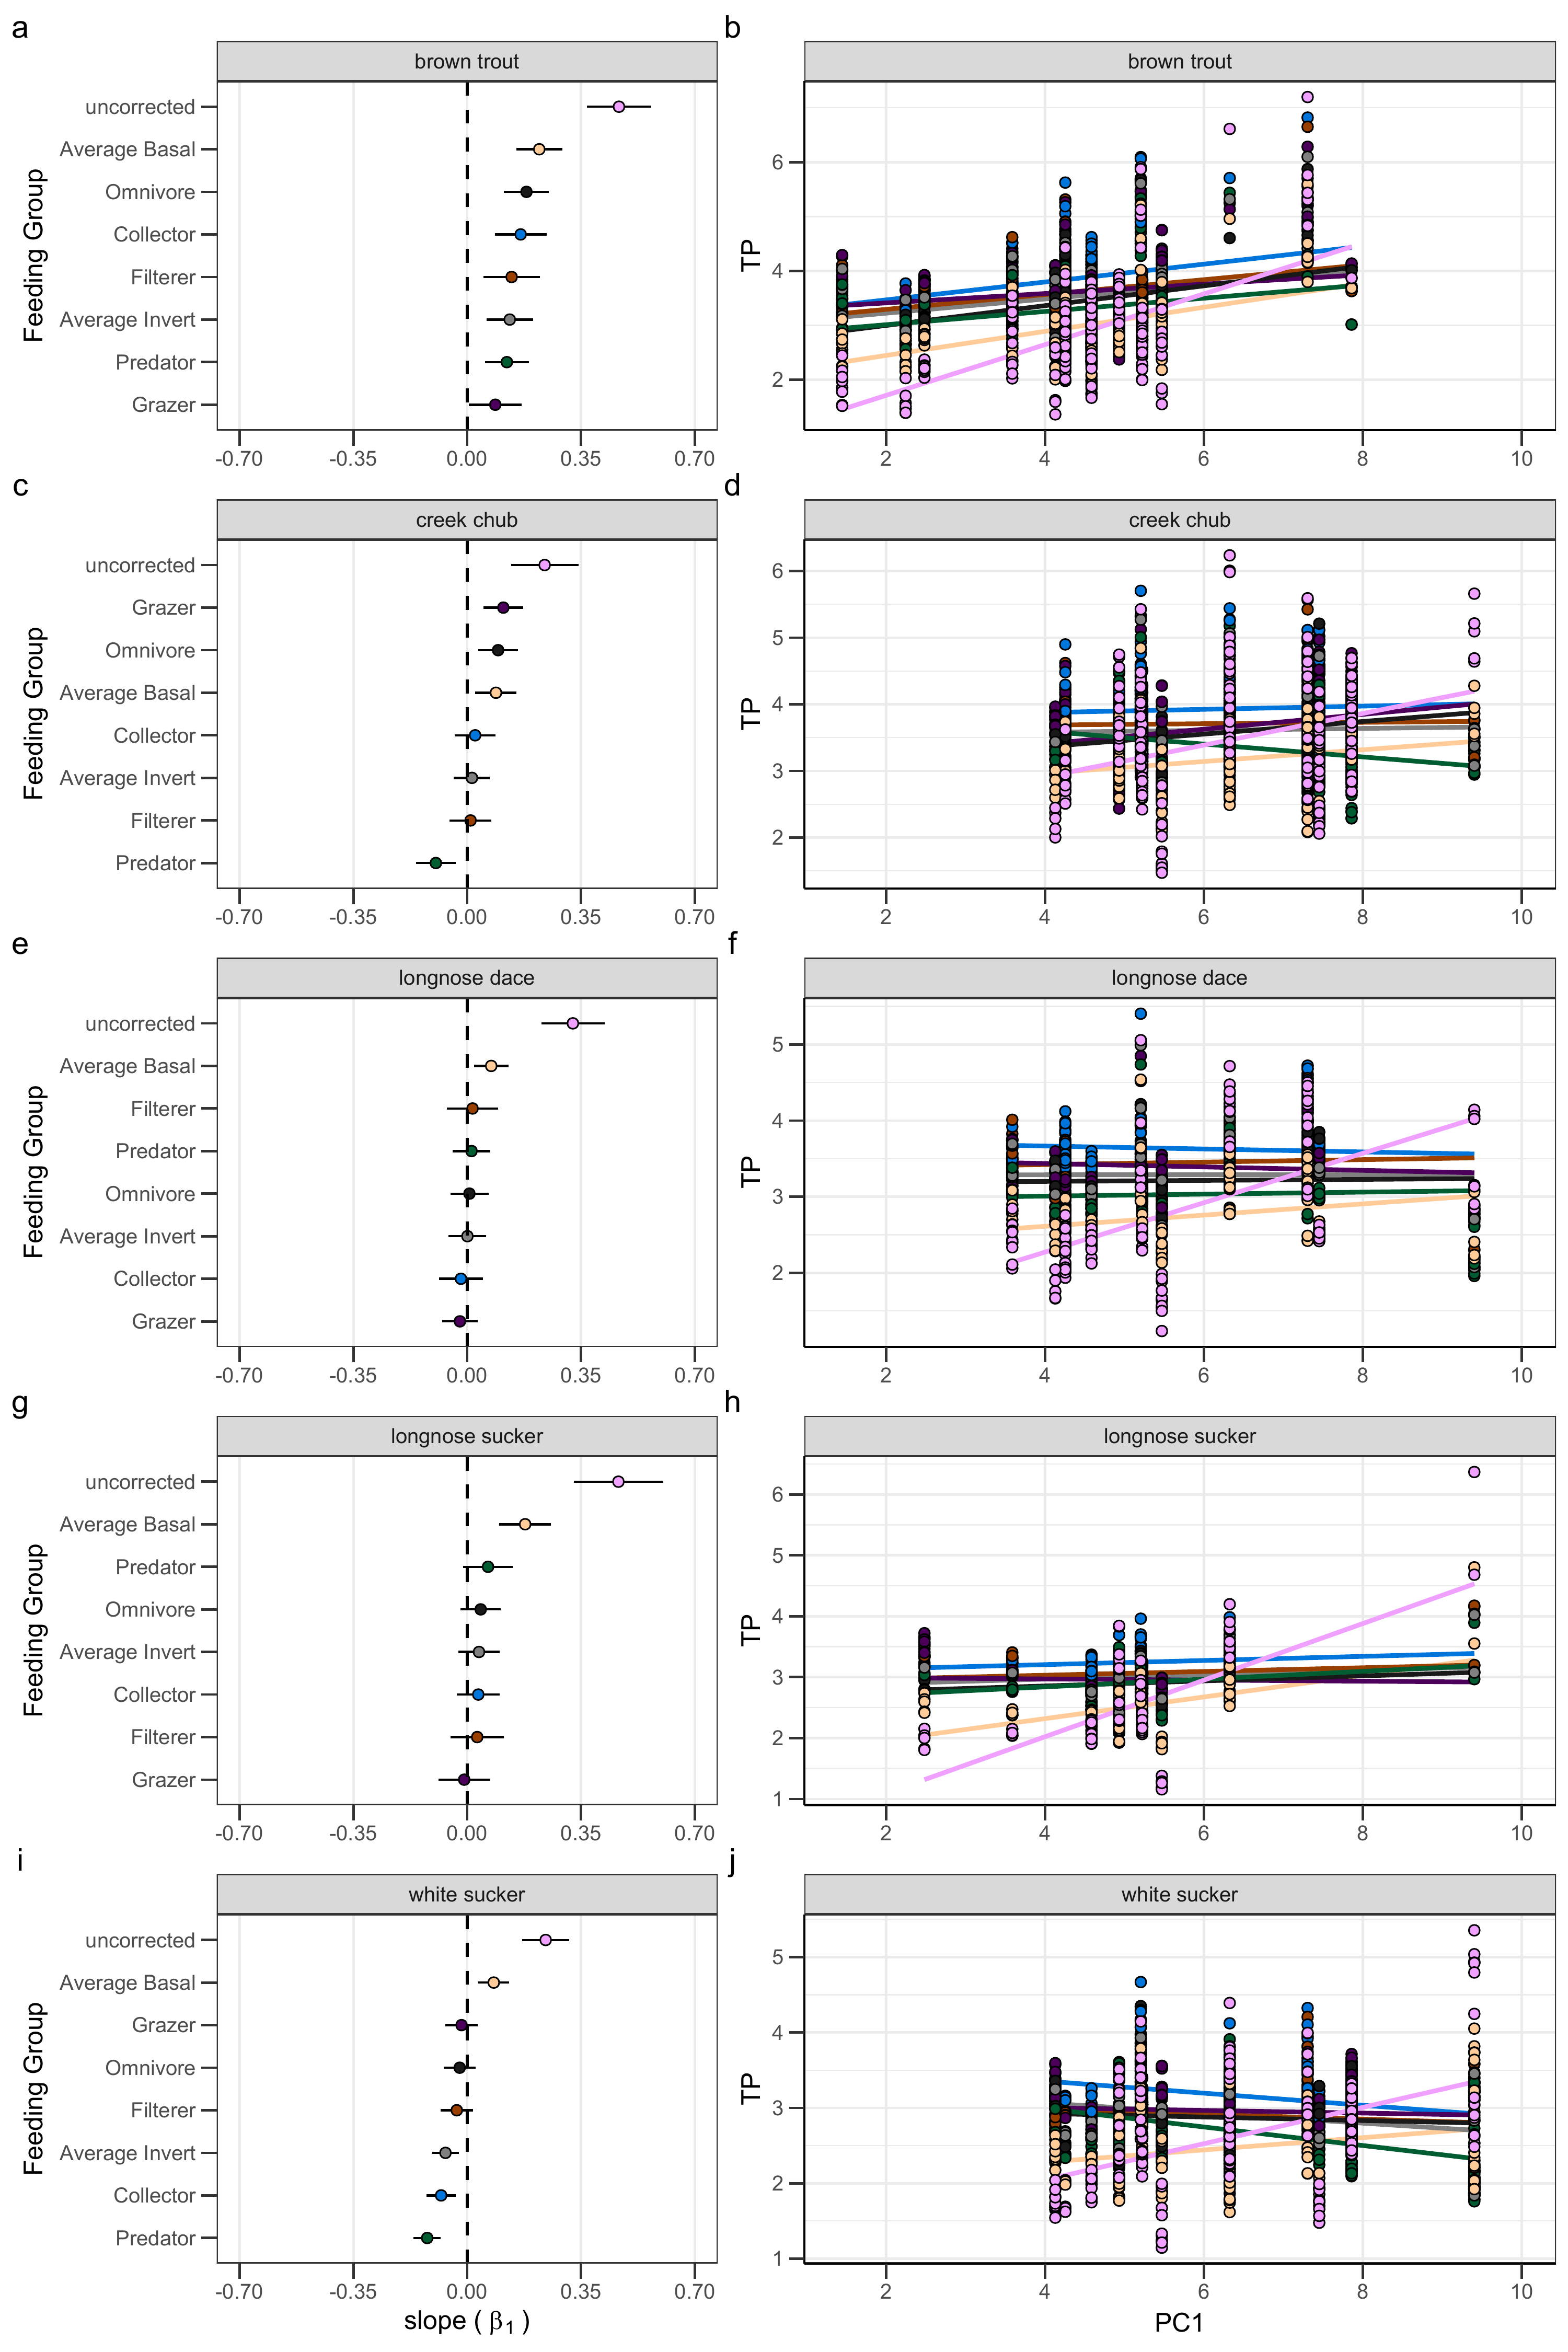 a
brown trout
Feeding Group
uncorrected
Average Basal
Omnivore
Collector
Filterer
Average Invert
Predator
Grazer
-0.70 -0.35 0.00 0.35 0.70
b
brown trout
TP
6
4
2
2 4 6 8 10
c
creek chub
Feeding Group
uncorrected
Grazer
Omnivore
Average Basal
Collector
Average Invert
Filterer
Predator
-0.70 -0.35 0.00 0.35 0.70
d
creek chub
TP
6
5
4
3
2
2 4 6 8 10
e
longnose dace
Feeding Group
uncorrected
Average Basal
Filterer
Predator
Omnivore
Average Invert
Collector
Grazer
-0.70 -0.35 0.00 0.35 0.70
f
longnose dace
TP
5
4
3
2
2 4 6 8 10
g
longnose sucker
Feeding Group
uncorrected
Average Basal
Predator
Omnivore
Average Invert
Collector
Filterer
Grazer
-0.70 -0.35 0.00 0.35 0.70
h
longnose sucker
TP
6
5
4
3
2
1
2 4 6 8 10
i
white sucker
Feeding Group
uncorrected
Average Basal
Grazer
Omnivore
Filterer
Average Invert
Collector
Predator
-0.70 -0.35 0.00 0.35 0.70
slope ( β1 )
j
white sucker
TP
5
4
3
2
1
2 4 6 8 10
PC1